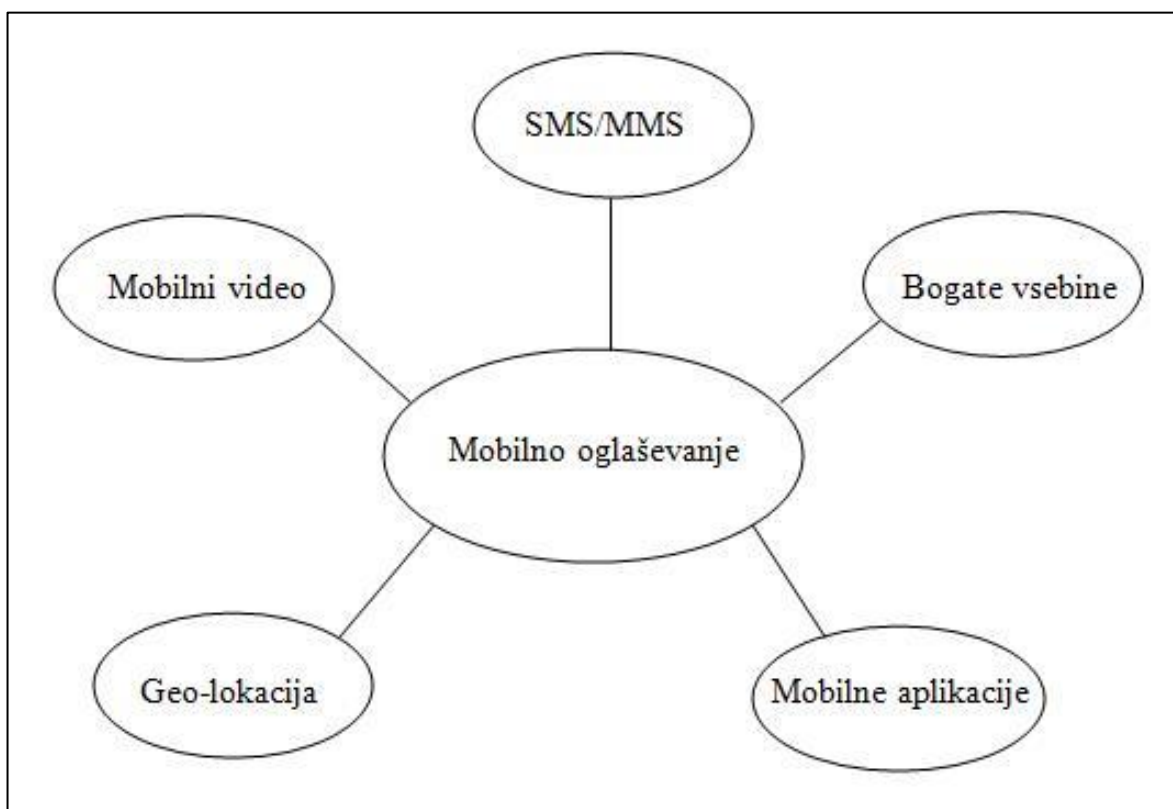 SMS/MMS
Mobilni video
Bogate vsebine
Mobilno oglaševanje
Geo-lokacija
Mobilne aplikacije